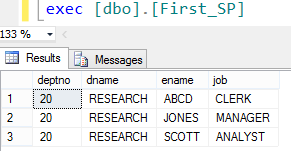 exec [dbo].[First_SP]
133 %
Results Messages
deptno dname ename job
1 20 RESEARCH ABCD CLERK
2 20 RESEARCH JONES MANAGER
3 20 RESEARCH SCOTT ANALYST